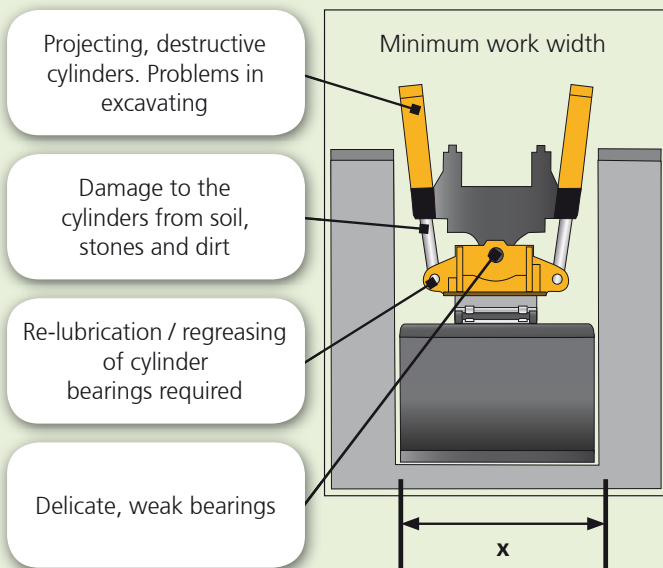 Projecting, destructive
cylinders. Problems in
excavating
Minimum work width
Damage to the
cylinders from soil,
stones and dirt
Re-lubrication / regreasing
of cylinder
bearings required
Delicate, weak bearings
x